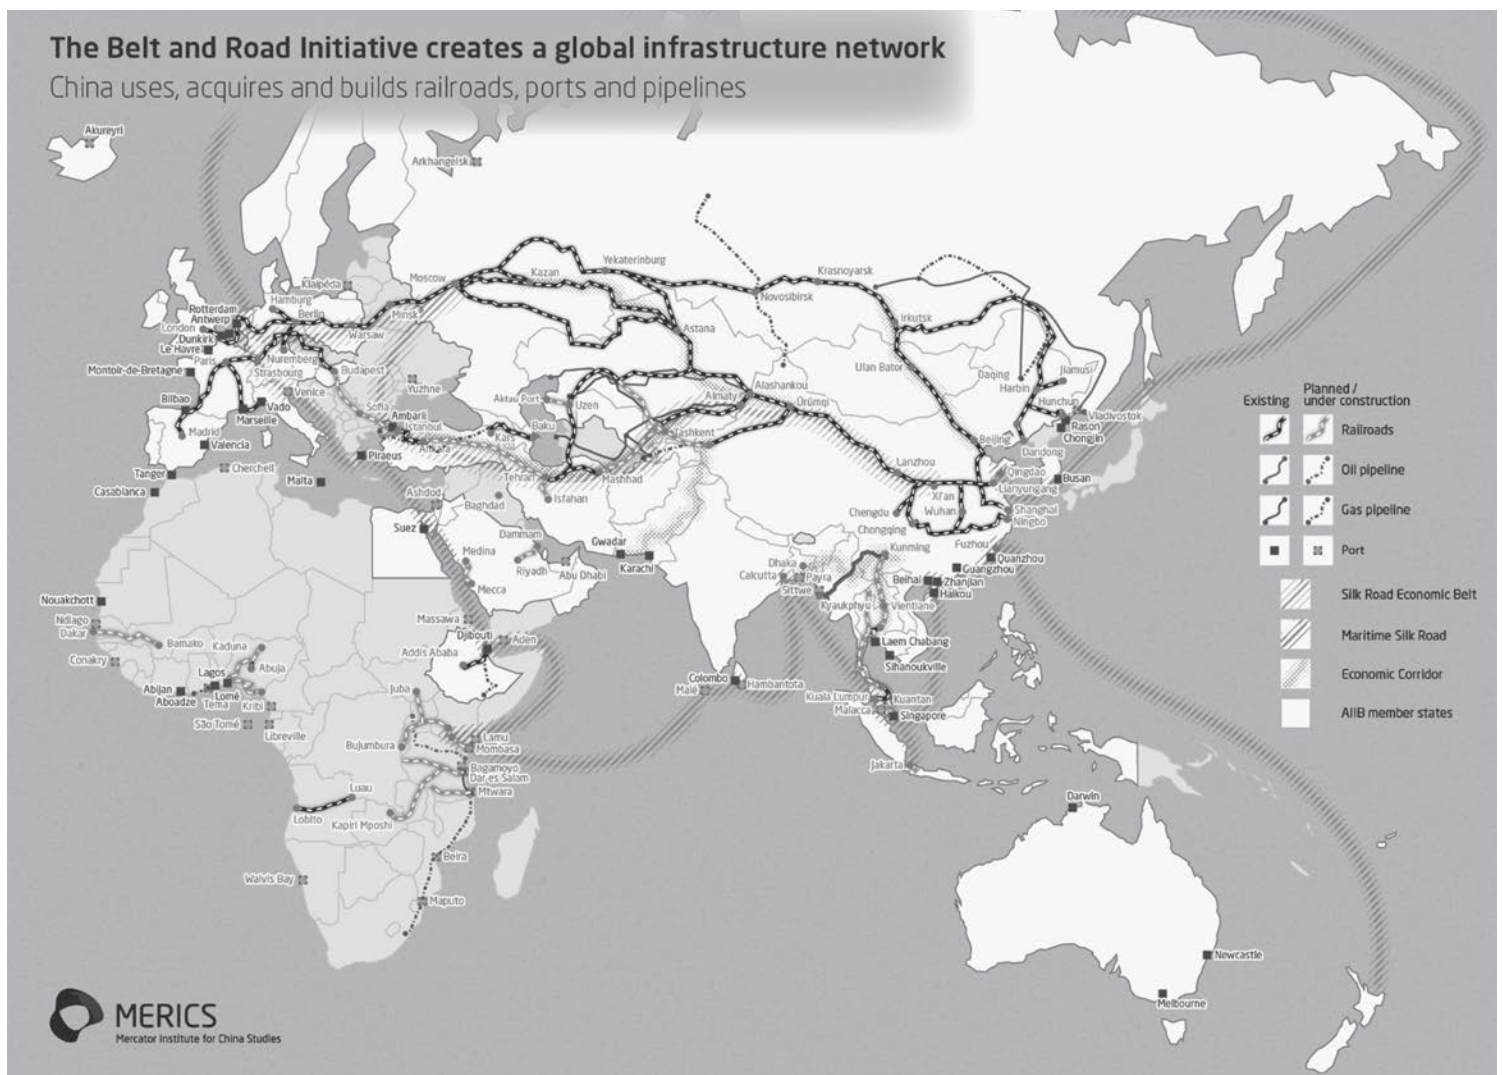 The Belt and Road Initiative creates a global infrastructure network
China uses, acquires and builds railroads, ports and pipelines
Akureyri
Arkhangelsk
Yekaterinburg
Kazan
Krasnoyarsk
Moscow
Klaipéda
Novosibirsk
Hamburg
Rotterdam
Antwerp
Berlin
Minsk
Irkutsk
London
Dunkirk
Warsaw
Astana
Le Havre
Paris
Nuremberg
Montoir-de-Bretagne
Strasbourg
Budapest
Ulan Bator
Daqing
Jiamusi
Harbin
Yuzhne
Alashankou
Venice
Almaty
Ürümqi
Aktau Port
Uzen
Hunchun
Bilbao
Vado
Sofia
Ambarli
Vladivostok
Marseille
Istanbul
Baku
Rason
Madrid
Kars
Tashkent
Chongjin
Valencia
Ankara
Beijing
Dandong
Piraeus
Lanzhou
Tanger
Cherchell
Tehran
Mashhad
Qingdao
Malta
Busan
Casablanca
Ashdod
Isfahan
Lianyungang
Baghdad
Xi'an
Chengdu
Wuhan
Shanghai
Ningbo
Suez
Chongqing
Dammam
Gwadar
Medina
Kunming
Fuzhou
Karachi
Quanzhou
Riyadh
Abu Dhabi
Dhaka
Guangzhou
Calcutta
Payra
Beihai
Zhanjian
Mecca
Sittwe
Haikou
Nouakchott
Kyaukphyu
Vientiane
Ndiago
Massawa
Dakar
Djibouti
Aden
Bamako
Kaduna
Laem Chabang
Addis Ababa
Conakry
Abuja
Sihanoukville
Lagos
Colombo
Abijan
Juba
Malé
Hambantota
Aboadze
Lomé
Kuala Lumpur
Kuantan
Tema
Kribi
Malacca
Singapore
São Tomé
Libreville
Lamu
Bujumbura
Mombasa
Bagamoyo
Jakarta
Dar es Salam
Luau
Mtwara
Darwin
Lobito
Kapiri Mposhi
Beira
Walvis Bay
Maputo
Newcastle
Melbourne
Existing
Planned /
under construction
Railroads
Oil pipeline
Gas pipeline
Port
Silk Road Economic Belt
Maritime Silk Road
Economic Corridor
AIIB member states
MERICS
Mercator Institute for China Studies